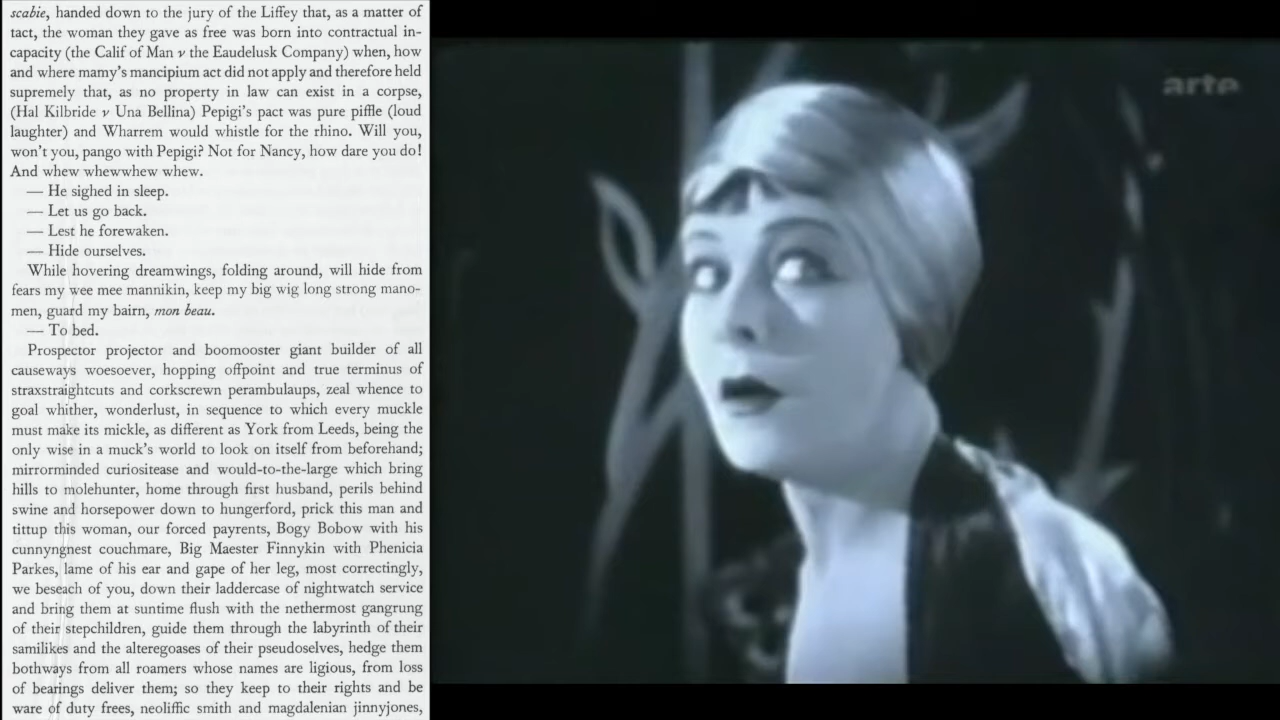 scabie, handed down to the jury of the Liffey that, as a matter of
tact, the woman they gave as free was born into contractual in-
capacity (the Calif of Man v the Eaudelusk Company) when, how
and where mamy's mancipium act did not apply and therefore held
supremely that, as no property in law can exist in a corpse,
(Hal Kilbride v Una Bellina) Pepigi's pact was pure piffle (loud
laughter) and Wharrem would whistle for the rhino. Will you,
won't you, pango with Pepigi? Not for Nancy, how dare you do!
And whew whewwhew whew.
— He sighed in sleep.
— Let us go back.
— Lest he forewaken.
— Hide ourselves.
While hovering dreamwings, folding around, will hide from
fears my wee mee mannikin, keep my big wig long strong mano-
men, guard my bairn, mon beau.
— To bed.
Prospector projector and boomooster giant builder of all
causeways woesoever, hopping offpoint and true terminus of
straxstraightcuts and corkscrewn perambulaups, zeal whence to
goal whither, wonderlust, in sequence to which every muckle
must make its mickle, as different as York from Leeds, being the
only wise in a muck's world to look on itself from beforehand;
mirrorminded curiositease and would-to-the-large which bring
hills to molehunter, home through first husband, perils behind
swine and horsepower down to hungerford, prick this man and
tittup this woman, our forced payrents, Bogy Bobow with his
cunnyngnest couchmare, Big Maester Finnykin with Phenicia
Parkes, lame of his ear and gape of her leg, most correctingly,
we beseach of you, down their laddercase of nightwatch service
and bring them at suntime flush with the nethermost gangrung
of their stepchildren, guide them through the labyrinth of their
samilikes and the alteregoases of their pseudoselves, hedge them
bothways from all roamers whose names are ligious, from loss
of bearings deliver them; so they keep to their rights and be
ware of duty frees, neoliffic smith and magdalenian jinnyjones,
arte